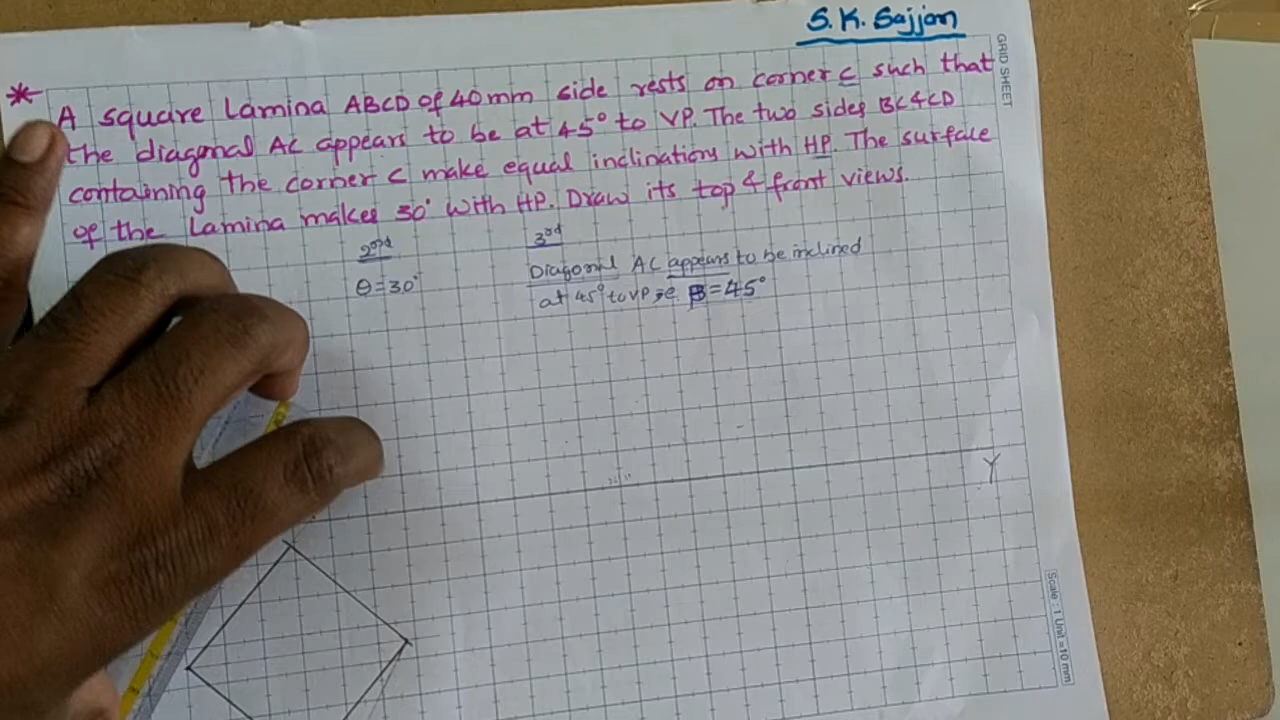 S. K. Sajjan
GRID SHEET
* A square Lamina ABCD of 40mm side rests on corner C such that
the diagonal AC appears to be at 45° to VP. The two sides BC & CD
containing the corner C make equal inclinations with HP. The surface
of the Lamina makes 30° with HP. Draw its top & front views.
2nd
θ=30°
3rd
Diagonal AC appears to be inclined
at 45° to VP ie β=45°
Y
Scale : 1 Unit = 10 mm